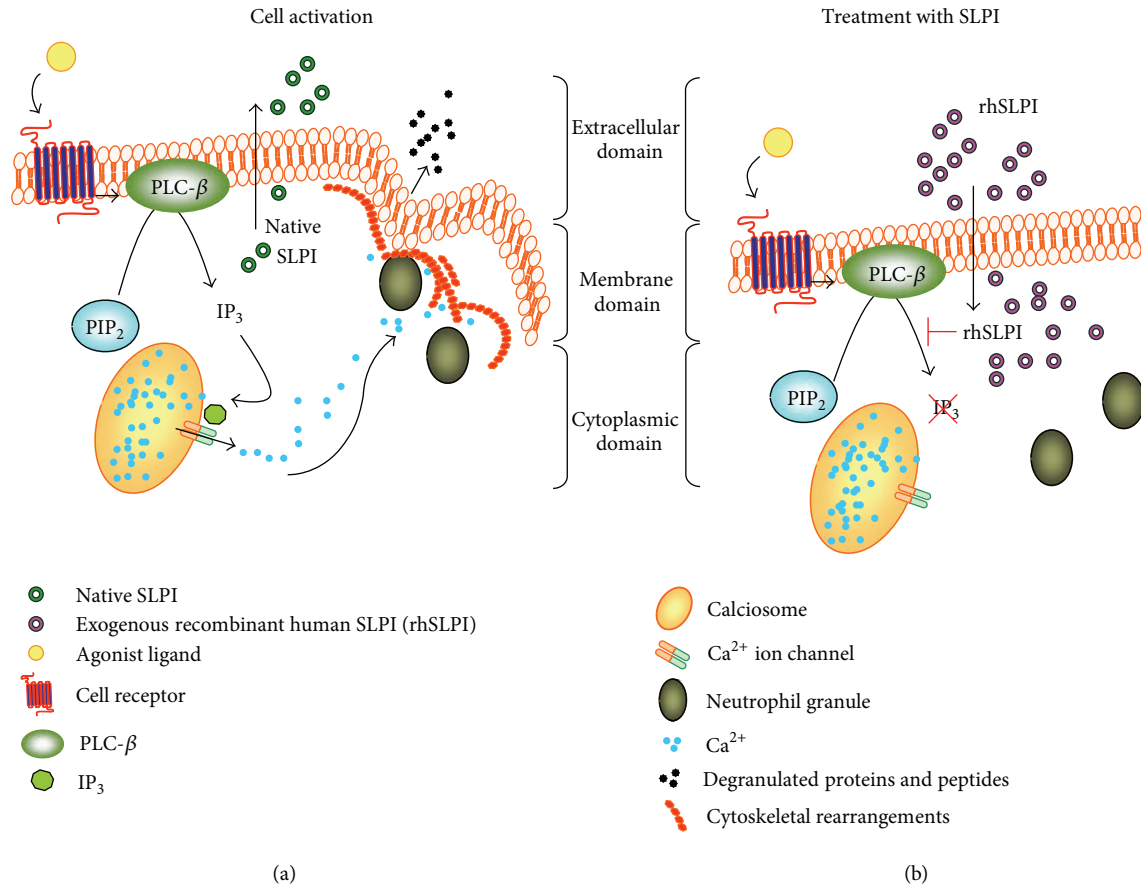 Cell activation
Treatment with SLPI
PLC-β
Native
SLPI
IP₃
PIP₂
Extracellular
domain
Membrane
domain
Cytoplasmic
domain
rhSLPI
PLC-β
rhSLPI
PIP₂
IP₃
Native SLPI
Exogenous recombinant human SLPI (rhSLPI)
Agonist ligand
Cell receptor
PLC-β
IP₃
Calciosome
Ca²⁺ ion channel
Neutrophil granule
Ca²⁺
Degranulated proteins and peptides
Cytoskeletal rearrangements
(a)
(b)